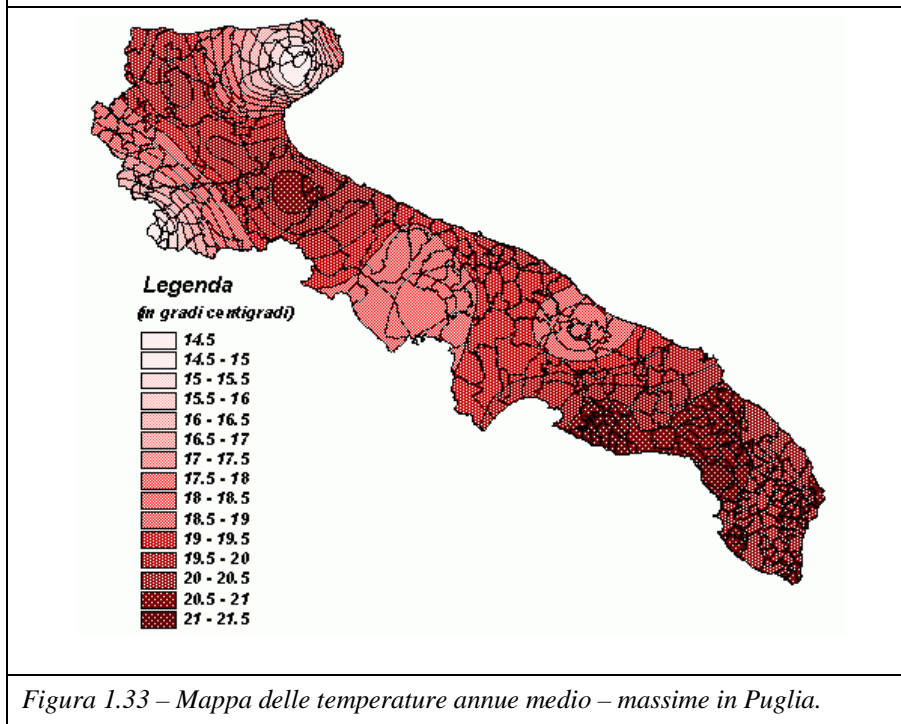 Legenda
(in gradi centigradi)
14.5
14.5 - 15
15 - 15.5
15.5 - 16
16 - 16.5
16.5 - 17
17 - 17.5
17.5 - 18
18 - 18.5
18.5 - 19
19 - 19.5
19.5 - 20
20 - 20.5
20.5 - 21
21 - 21.5
Figura 1.33 – Mappa delle temperature annue medio – massime in Puglia.